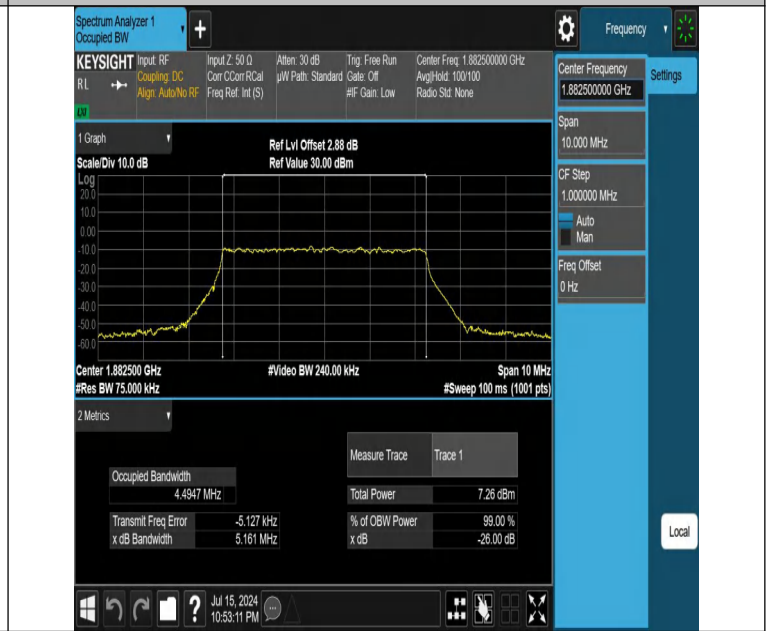 Spectrum Analyzer 1
Occupied BW
+
Frequency
KEYSIGHT
RL
Input: RF
Coupling: DC
Align: Auto/No RF
Input Z: 50 Ω
Corr CCorr RCal
Freq Ref: Int (S)
Atten: 30 dB
µW Path: Standard
Trig: Free Run
Gate: Off
#IF Gain: Low
Center Freq: 1.882500000 GHz
Avg|Hold: 100/100
Radio Std: None
1 Graph
Scale/Div 10.0 dB
Ref Lvl Offset 2.88 dB
Ref Value 30.00 dBm
Log
20.0
10.0
0.00
-10.0
-20.0
-30.0
-40.0
-50.0
-60.0
Center 1.882500 GHz
#Res BW 75.000 kHz
#Video BW 240.00 kHz
Span 10 MHz
#Sweep 100 ms (1001 pts)
2 Metrics
Occupied Bandwidth
4.4947 MHz
Transmit Freq Error -5.127 kHz
x dB Bandwidth 5.161 MHz
Measure Trace Trace 1
Total Power 7.26 dBm
% of OBW Power 99.00 %
x dB -26.00 dB
Center Frequency
1.882500000 GHz
Settings
Span
10.000 MHz
CF Step
1.000000 MHz
Auto
Man
Freq Offset
0 Hz
Local
?
Jul 15, 2024
10:53:11 PM